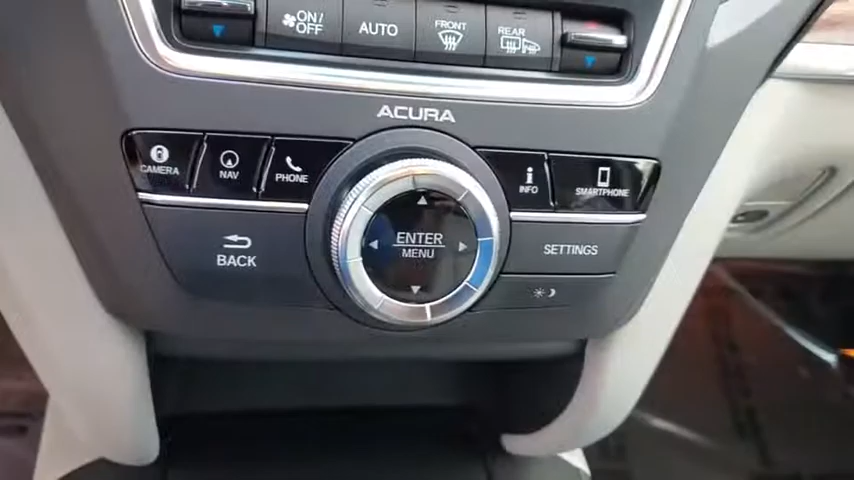 ON/OFF
AUTO
FRONT
REAR
ACURA
CAMERA
NAV
PHONE
INFO
SMARTPHONE
BACK
ENTER
MENU
SETTINGS